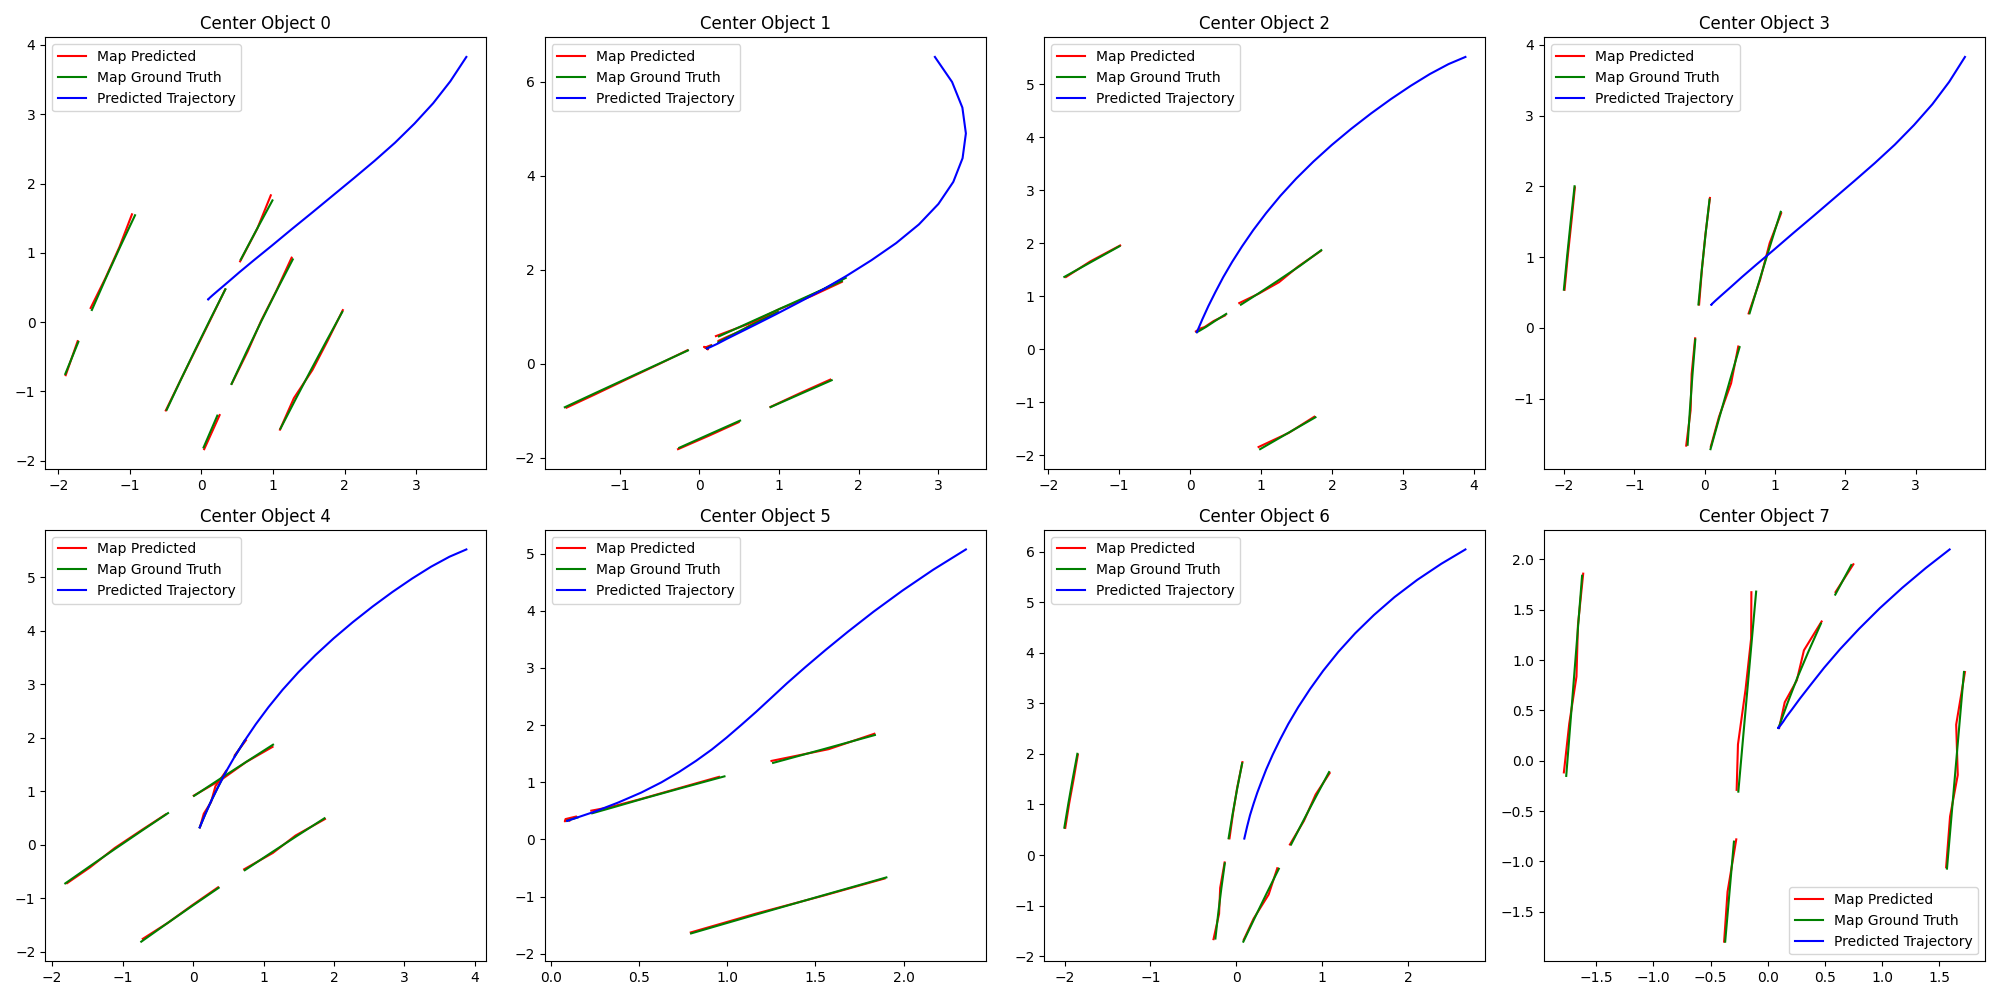 Center Object 0
Map Predicted
Map Ground Truth
Predicted Trajectory
4
3
2
1
0
−1
−2
−2 −1 0 1 2 3
Center Object 1
Map Predicted
Map Ground Truth
Predicted Trajectory
6
4
2
0
−2
−1 0 1 2 3
Center Object 2
Map Predicted
Map Ground Truth
Predicted Trajectory
5
4
3
2
1
0
−1
−2
−2 −1 0 1 2 3 4
Center Object 3
Map Predicted
Map Ground Truth
Predicted Trajectory
4
3
2
1
0
−1
−2 −1 0 1 2 3
Center Object 4
Map Predicted
Map Ground Truth
Predicted Trajectory
5
4
3
2
1
0
−1
−2
−2 −1 0 1 2 3 4
Center Object 5
Map Predicted
Map Ground Truth
Predicted Trajectory
5
4
3
2
1
0
−1
−2
0.0 0.5 1.0 1.5 2.0
Center Object 6
Map Predicted
Map Ground Truth
Predicted Trajectory
6
5
4
3
2
1
0
−1
−2
−2 −1 0 1 2
Center Object 7
2.0
1.5
1.0
0.5
0.0
−0.5
−1.0
−1.5
Map Predicted
Map Ground Truth
Predicted Trajectory
−1.5 −1.0 −0.5 0.0 0.5 1.0 1.5